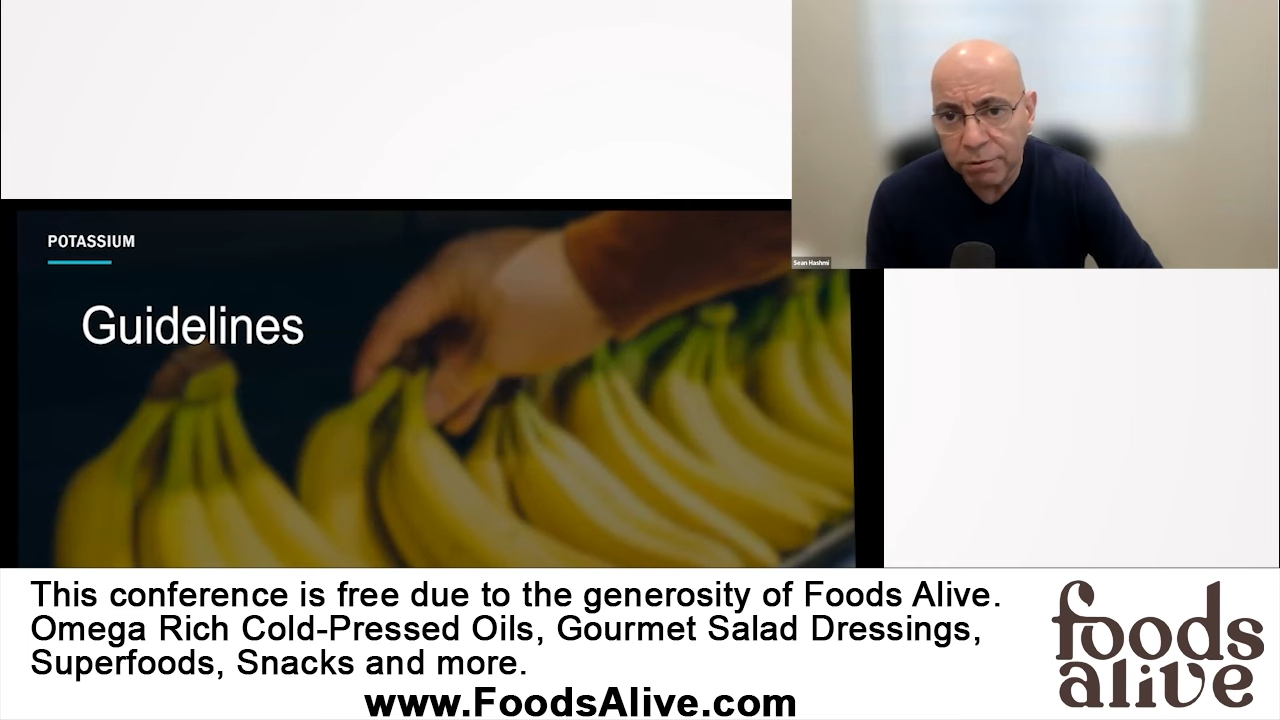 Sean Hashmi
POTASSIUM
Guidelines
This conference is free due to the generosity of Foods Alive.
Omega Rich Cold-Pressed Oils, Gourmet Salad Dressings,
Superfoods, Snacks and more.
www.FoodsAlive.com
foods
alive